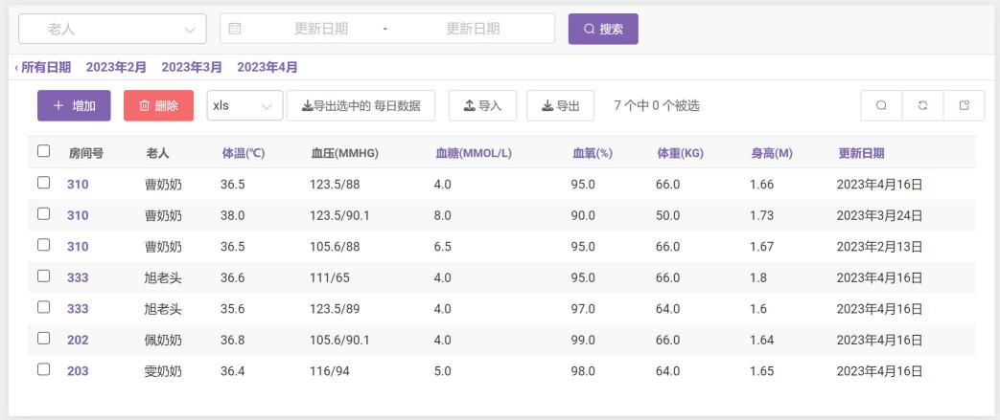 老人 更新日期 - 更新日期 搜索
‹所有日期 2023年2月 2023年3月 2023年4月
+ 增加 删除 xls 导出选中的 每日数据 导入 导出 7 个中 0 个被选
房间号 老人 体温(℃) 血压(MMHG) 血糖(MMOL/L) 血氧(%) 体重(KG) 身高(M) 更新日期
310 曹奶奶 36.5 123.5/88 4.0 95.0 66.0 1.66 2023年4月16日
310 曹奶奶 38.0 123.5/90.1 8.0 90.0 50.0 1.73 2023年3月24日
310 曹奶奶 36.5 105.6/88 6.5 95.0 66.0 1.67 2023年2月13日
333 旭老头 36.6 111/65 4.0 95.0 66.0 1.8 2023年4月16日
333 旭老头 35.6 123.5/89 4.0 97.0 64.0 1.6 2023年4月16日
202 佩奶奶 36.8 105.6/90.1 4.0 99.0 66.0 1.64 2023年4月16日
203 雯奶奶 36.4 116/94 5.0 98.0 64.0 1.65 2023年4月16日